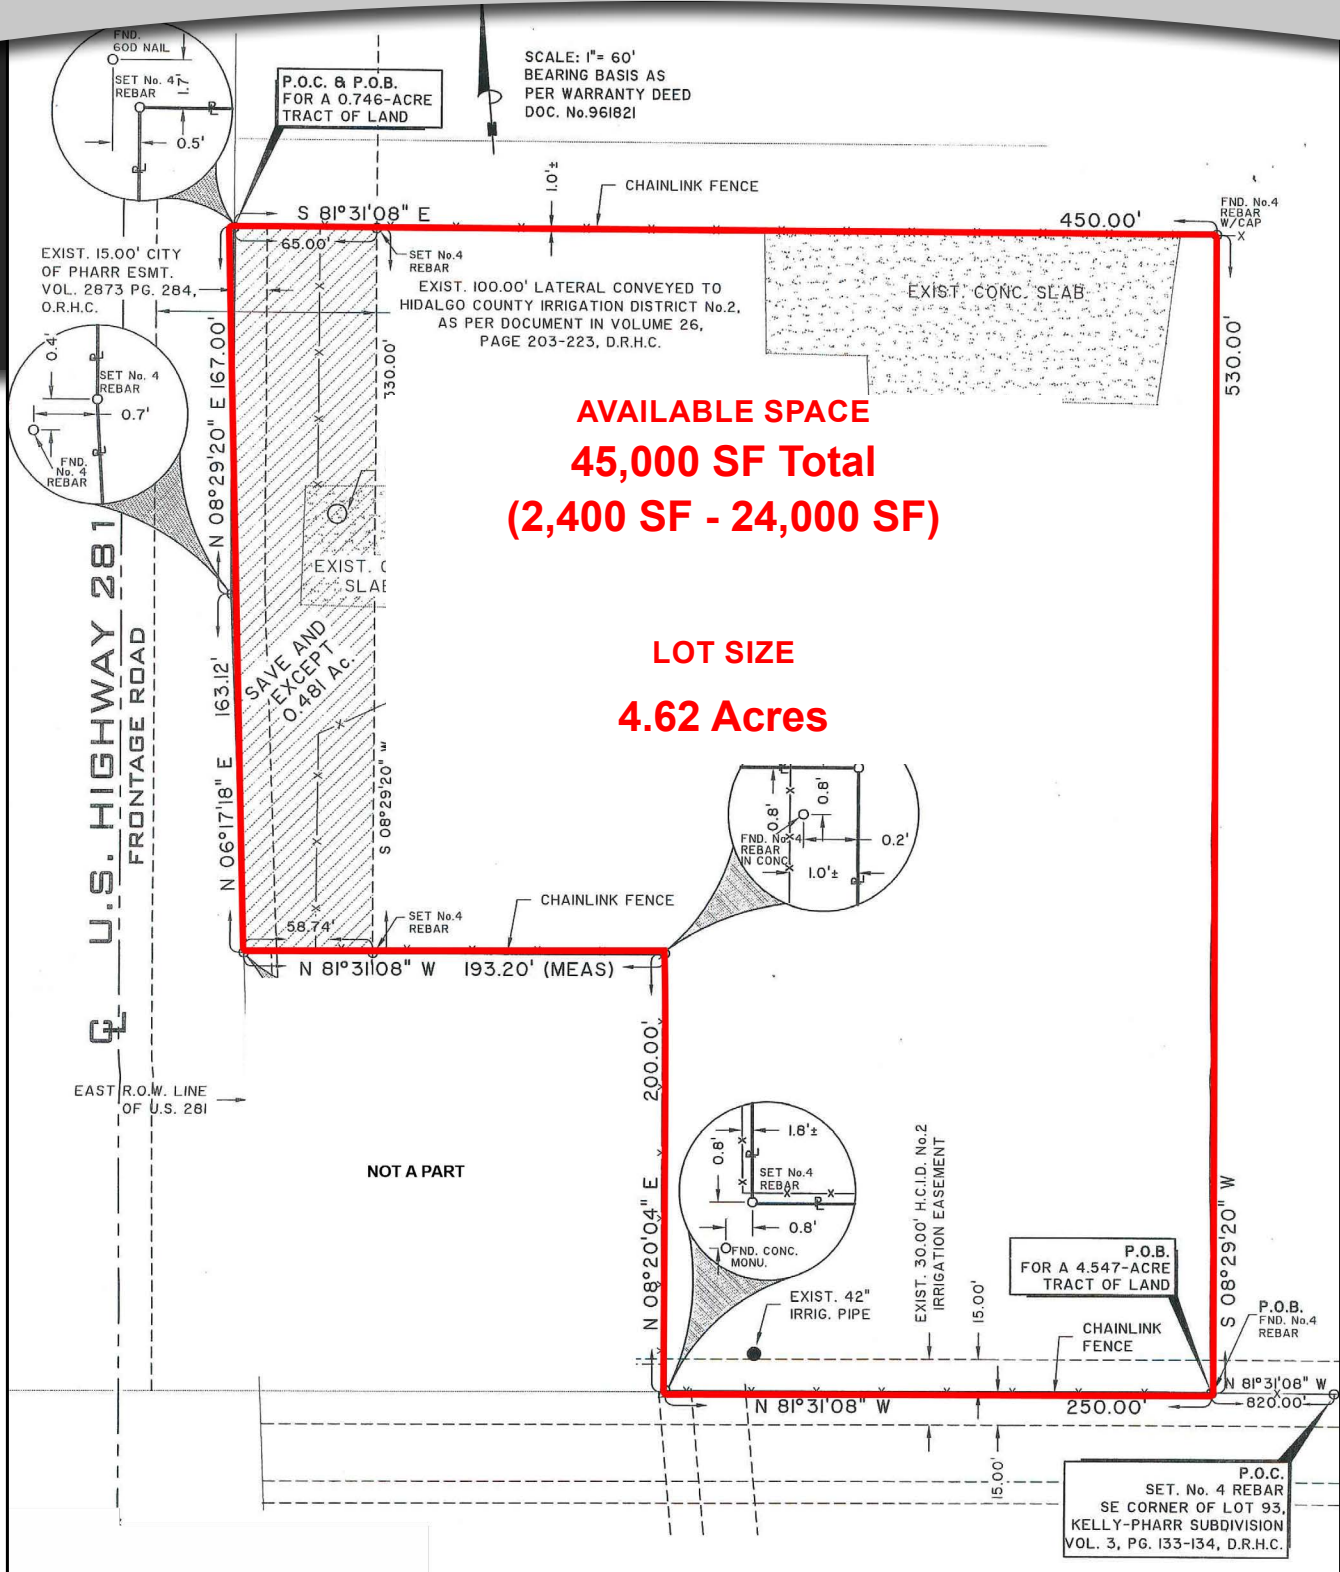 FND.
60D NAIL
SET No. 4
REBAR
1.7'
0.5'
P.O.C. & P.O.B.
FOR A 0.746-ACRE
TRACT OF LAND
SCALE: 1"= 60'
BEARING BASIS AS
PER WARRANTY DEED
DOC. No.961821
1.0'±
CHAINLINK FENCE
S 81°31'08" E
450.00'
FND. No.4
REBAR
W/CAP
65.00'
SET No.4
REBAR
EXIST. 15.00' CITY
OF PHARR ESMT.
VOL. 2873 PG. 284,
O.R.H.C.
EXIST. 100.00' LATERAL CONVEYED TO
HIDALGO COUNTY IRRIGATION DISTRICT No.2,
AS PER DOCUMENT IN VOLUME 26,
PAGE 203-223, D.R.H.C.
EXIST. CONC. SLAB
530.00'
330.00'
N 08°29'20" E 167.00'
0.4'
SET No. 4
REBAR
0.7'
FND.
No. 4
REBAR
AVAILABLE SPACE
45,000 SF Total
(2,400 SF - 24,000 SF)
EXIST. C
SLAB
LOT SIZE
4.62 Acres
SAVE AND
EXCEPT
0.481 Ac.
U.S. HIGHWAY 281
FRONTAGE ROAD
N 06°17'18" E 163.12'
S 08°29'20" W
0.8'
0.8'
FND. No.4
REBAR
IN CONC.
0.2'
1.0'±
58.74'
SET No.4
REBAR
CHAINLINK FENCE
N 81°31'08" W 193.20' (MEAS)
EAST R.O.W. LINE
OF U.S. 281
NOT A PART
N 08°20'04" E 200.00'
0.8'
1.8'±
SET No.4
REBAR
0.8'
FND. CONC.
MONU.
EXIST. 42"
IRRIG. PIPE
EXIST. 30.00' H.C.I.D. No.2
IRRIGATION EASEMENT
15.00'
P.O.B.
FOR A 4.547-ACRE
TRACT OF LAND
S 08°29'20" W
P.O.B.
FND. No.4
REBAR
CHAINLINK
FENCE
N 81°31'08" W
250.00'
N 81°31'08" W
820.00'
15.00'
P.O.C.
SET. No. 4 REBAR
SE CORNER OF LOT 93,
KELLY-PHARR SUBDIVISION
VOL. 3, PG. 133-134, D.R.H.C.